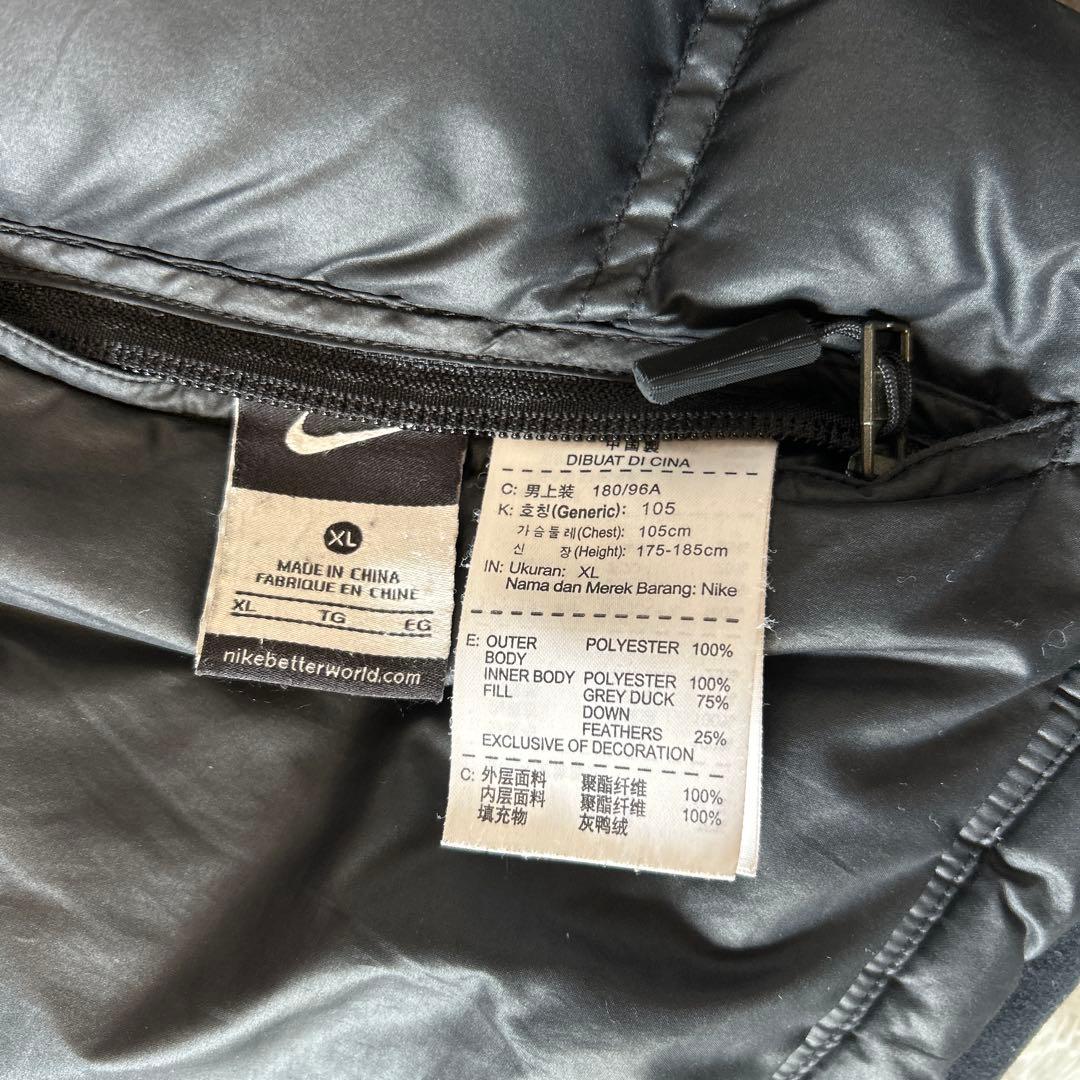 XL
MADE IN CHINA
FABRIQUE EN CHINE
XL TG EG
nikebetterworld.com
中国製
DIBUAT DI CINA
C: 男上装 180/96A
K: 호칭(Generic): 105
가슴둘레(Chest): 105cm
신 장(Height): 175-185cm
IN: Ukuran: XL
Nama dan Merek Barang: Nike
E: OUTER POLYESTER 100%
BODY
INNER BODY POLYESTER 100%
FILL GREY DUCK 75%
DOWN
FEATHERS 25%
EXCLUSIVE OF DECORATION
C: 外层面料 聚酯纤维 100%
内层面料 聚酯纤维 100%
填充物 灰鸭绒